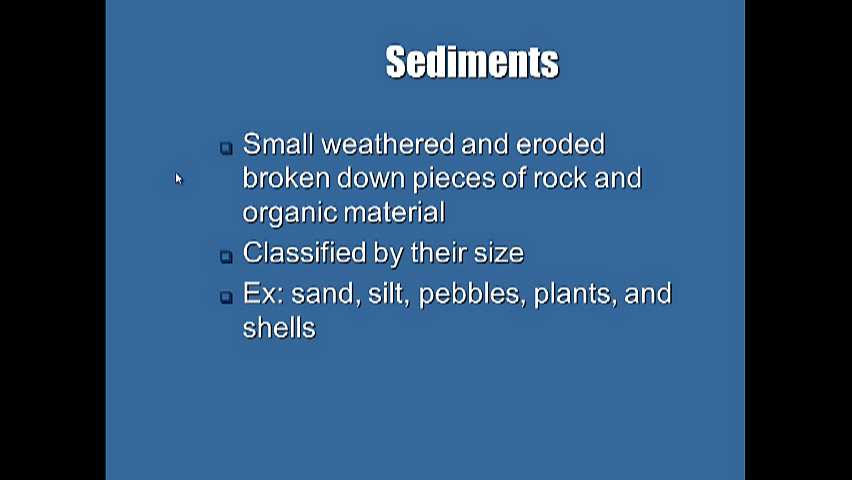 Sediments
Small weathered and eroded
broken down pieces of rock and
organic material
Classified by their size
Ex: sand, silt, pebbles, plants, and
shells